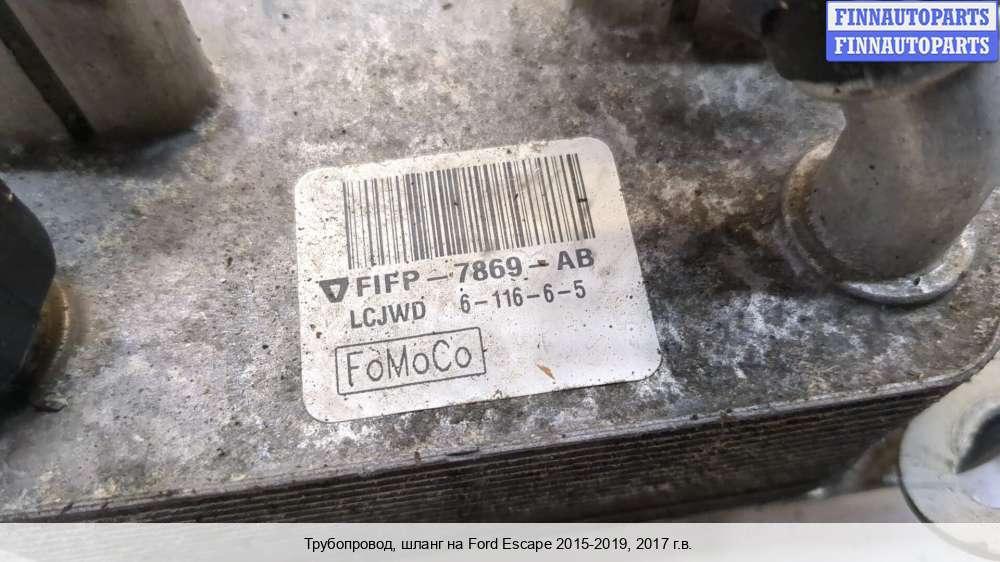 FINNAUTOPARTS
FINNAUTOPARTS
FIFP-7869-AB
LCJWD 6-116-6-5
FoMoCo
Трубопровод, шланг на Ford Escape 2015-2019, 2017 г.в.